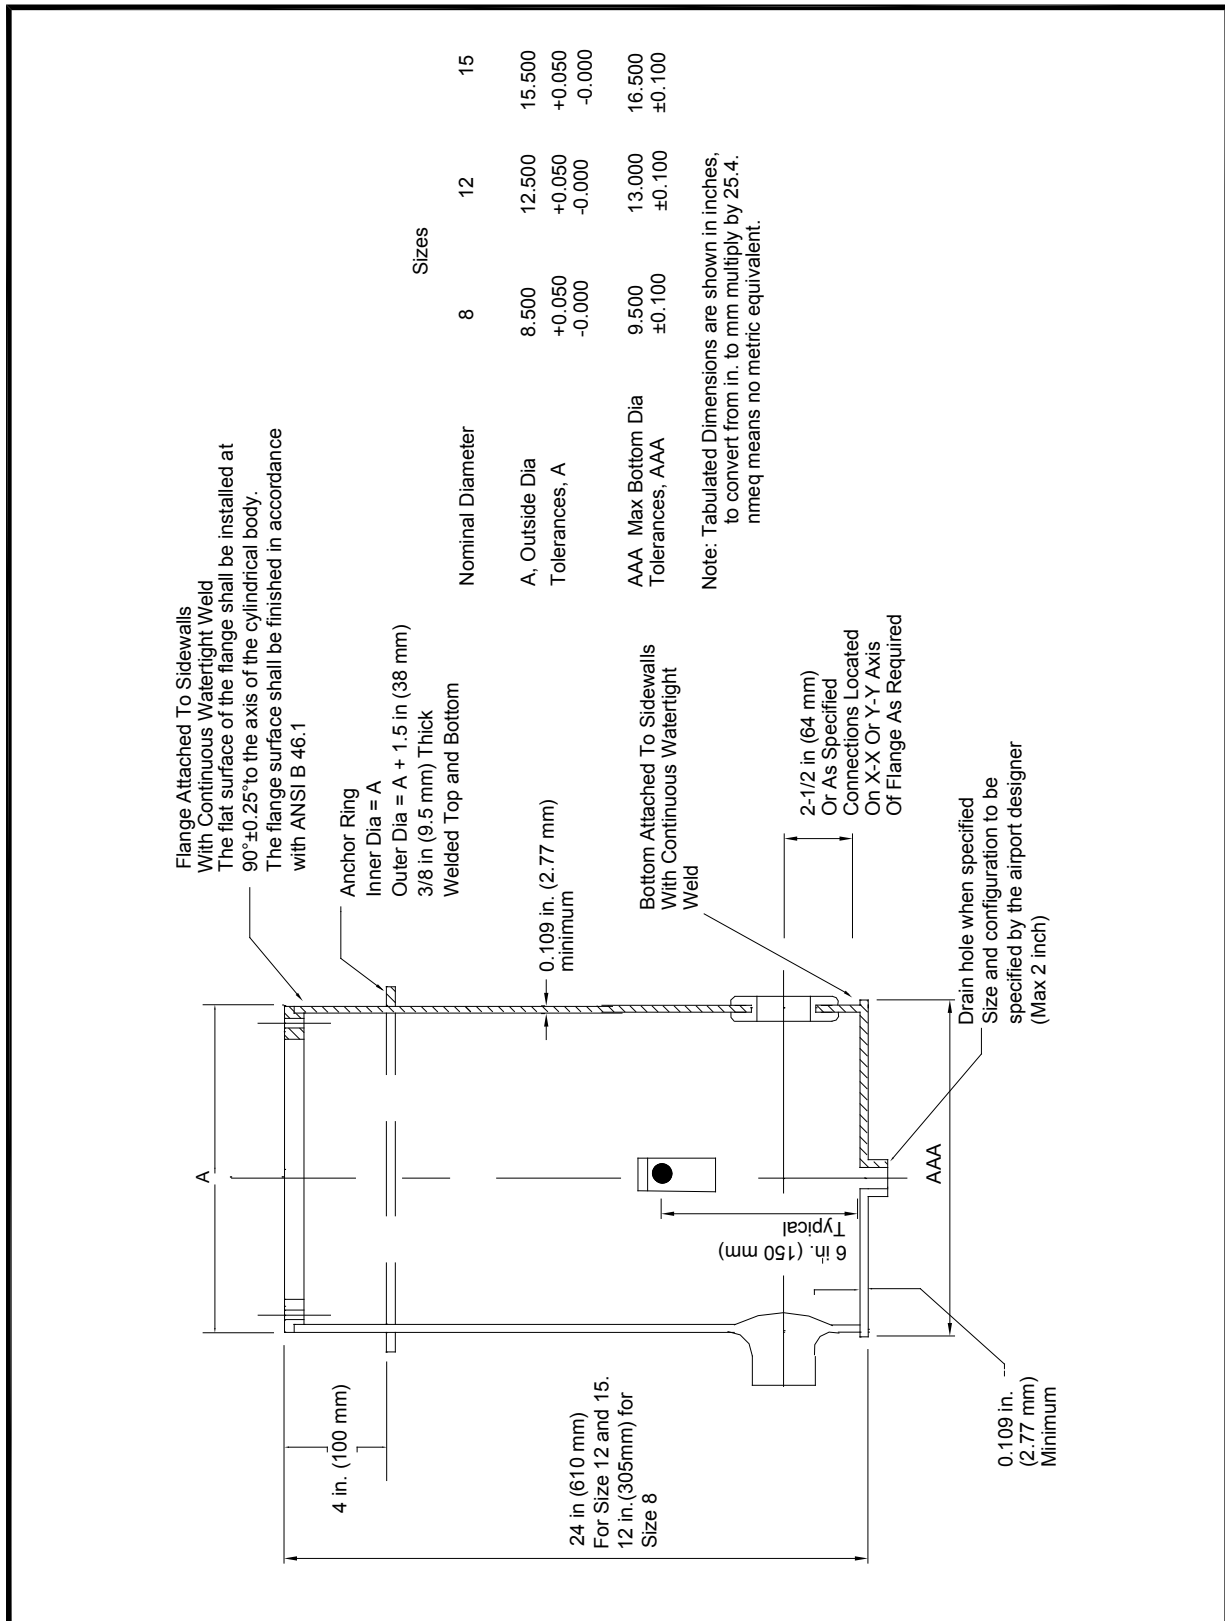 Flange Attached To Sidewalls
With Continuous Watertight Weld
The flat surface of the flange shall be installed at
90°±0.25°to the axis of the cylindrical body.
The flange surface shall be finished in accordance
with ANSI B 46.1
Anchor Ring
Inner Dia = A
Outer Dia = A + 1.5 in (38 mm)
3/8 in (9.5 mm) Thick
Welded Top and Bottom
A
4 in. (100 mm)
0.109 in. (2.77 mm)
minimum
24 in (610 mm)
For Size 12 and 15.
12 in.(305mm) for
Size 8
6 in. (150 mm)
Typical
Bottom Attached To Sidewalls
With Continuous Watertight
Weld
2-1/2 in (64 mm)
Or As Specified
Connections Located
On X-X Or Y-Y Axis
Of Flange As Required
AAA
Drain hole when specified
Size and configuration to be
specified by the airport designer
(Max 2 inch)
0.109 in.
(2.77 mm)
Minimum
Sizes
Nominal Diameter 8 12 15
A, Outside Dia 8.500 12.500 15.500
Tolerances, A +0.050 +0.050 +0.050
-0.000 -0.000 -0.000
AAA Max Bottom Dia 9.500 13.000 16.500
Tolerances, AAA ±0.100 ±0.100 ±0.100
Note: Tabulated Dimensions are shown in inches,
to convert from in. to mm multiply by 25.4.
nmeq means no metric equivalent.